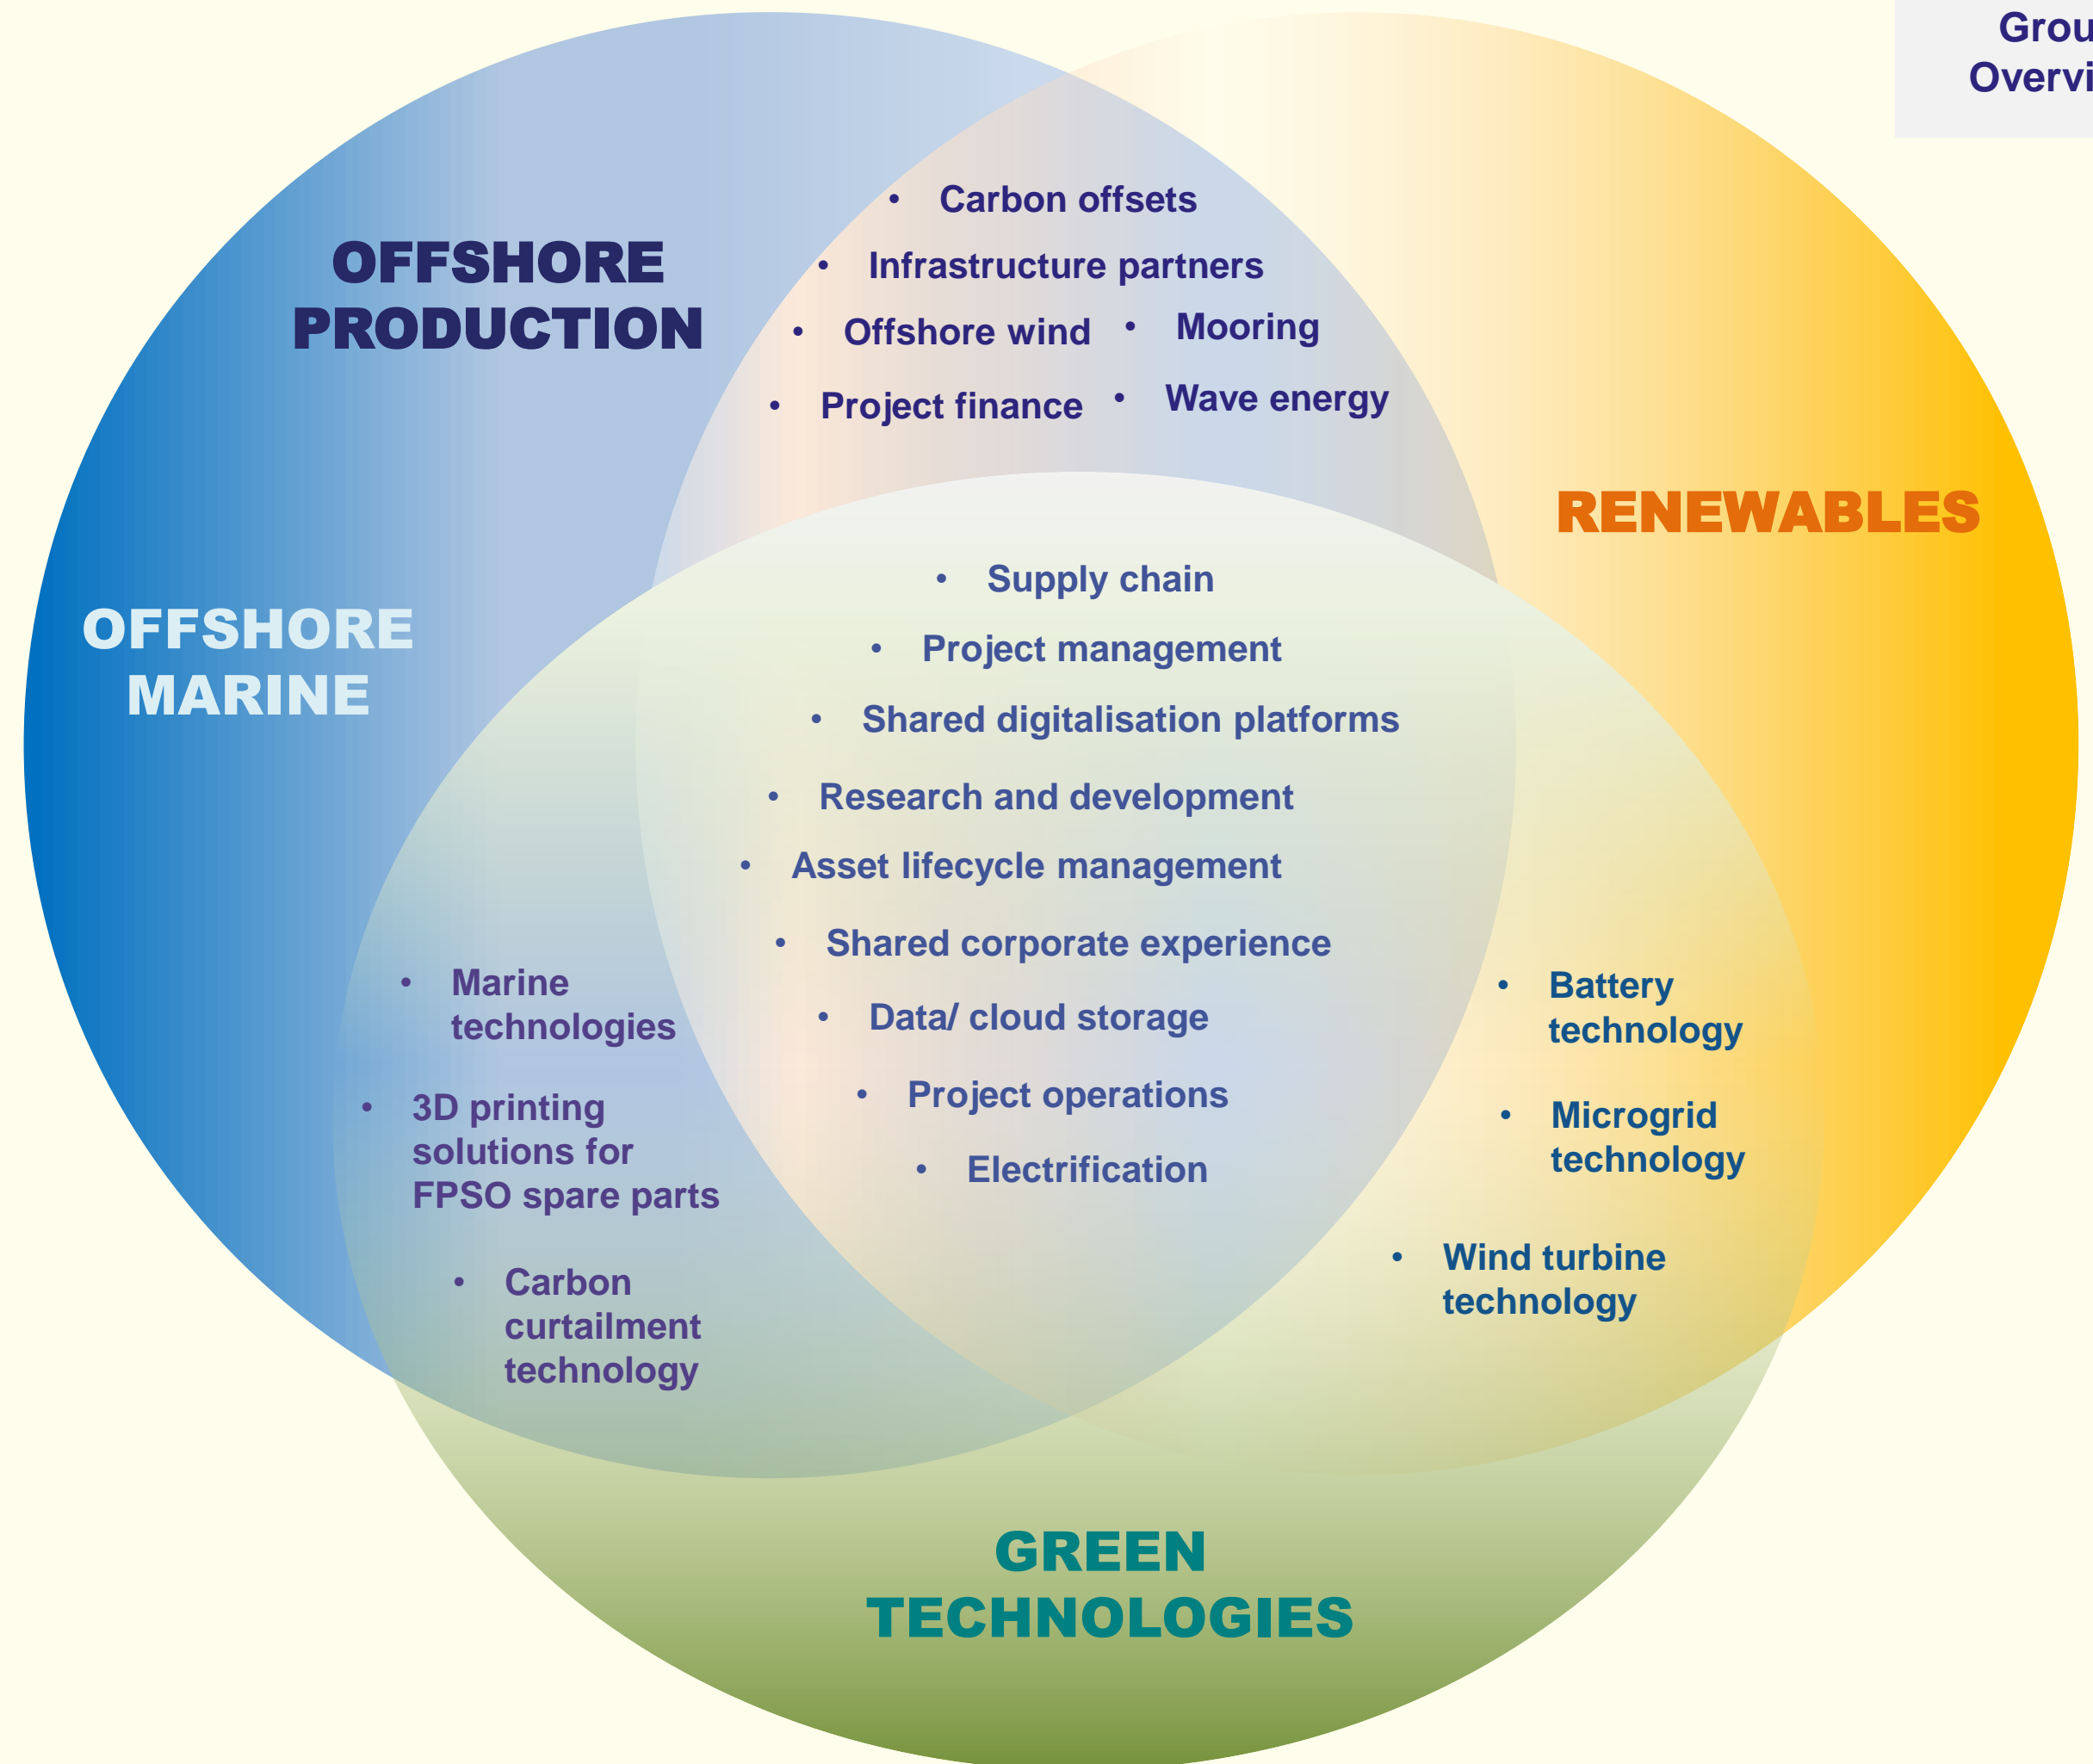 OFFSHORE
PRODUCTION
OFFSHORE
MARINE
RENEWABLES
GREEN
TECHNOLOGIES
• Carbon offsets
• Infrastructure partners
• Offshore wind
• Mooring
• Project finance
• Wave energy
• Supply chain
• Project management
• Shared digitalisation platforms
• Research and development
• Asset lifecycle management
• Shared corporate experience
• Data/ cloud storage
• Project operations
• Electrification
• Marine
technologies
• 3D printing
solutions for
FPSO spare parts
• Carbon
curtailment
technology
• Battery
technology
• Microgrid
technology
• Wind turbine
technology